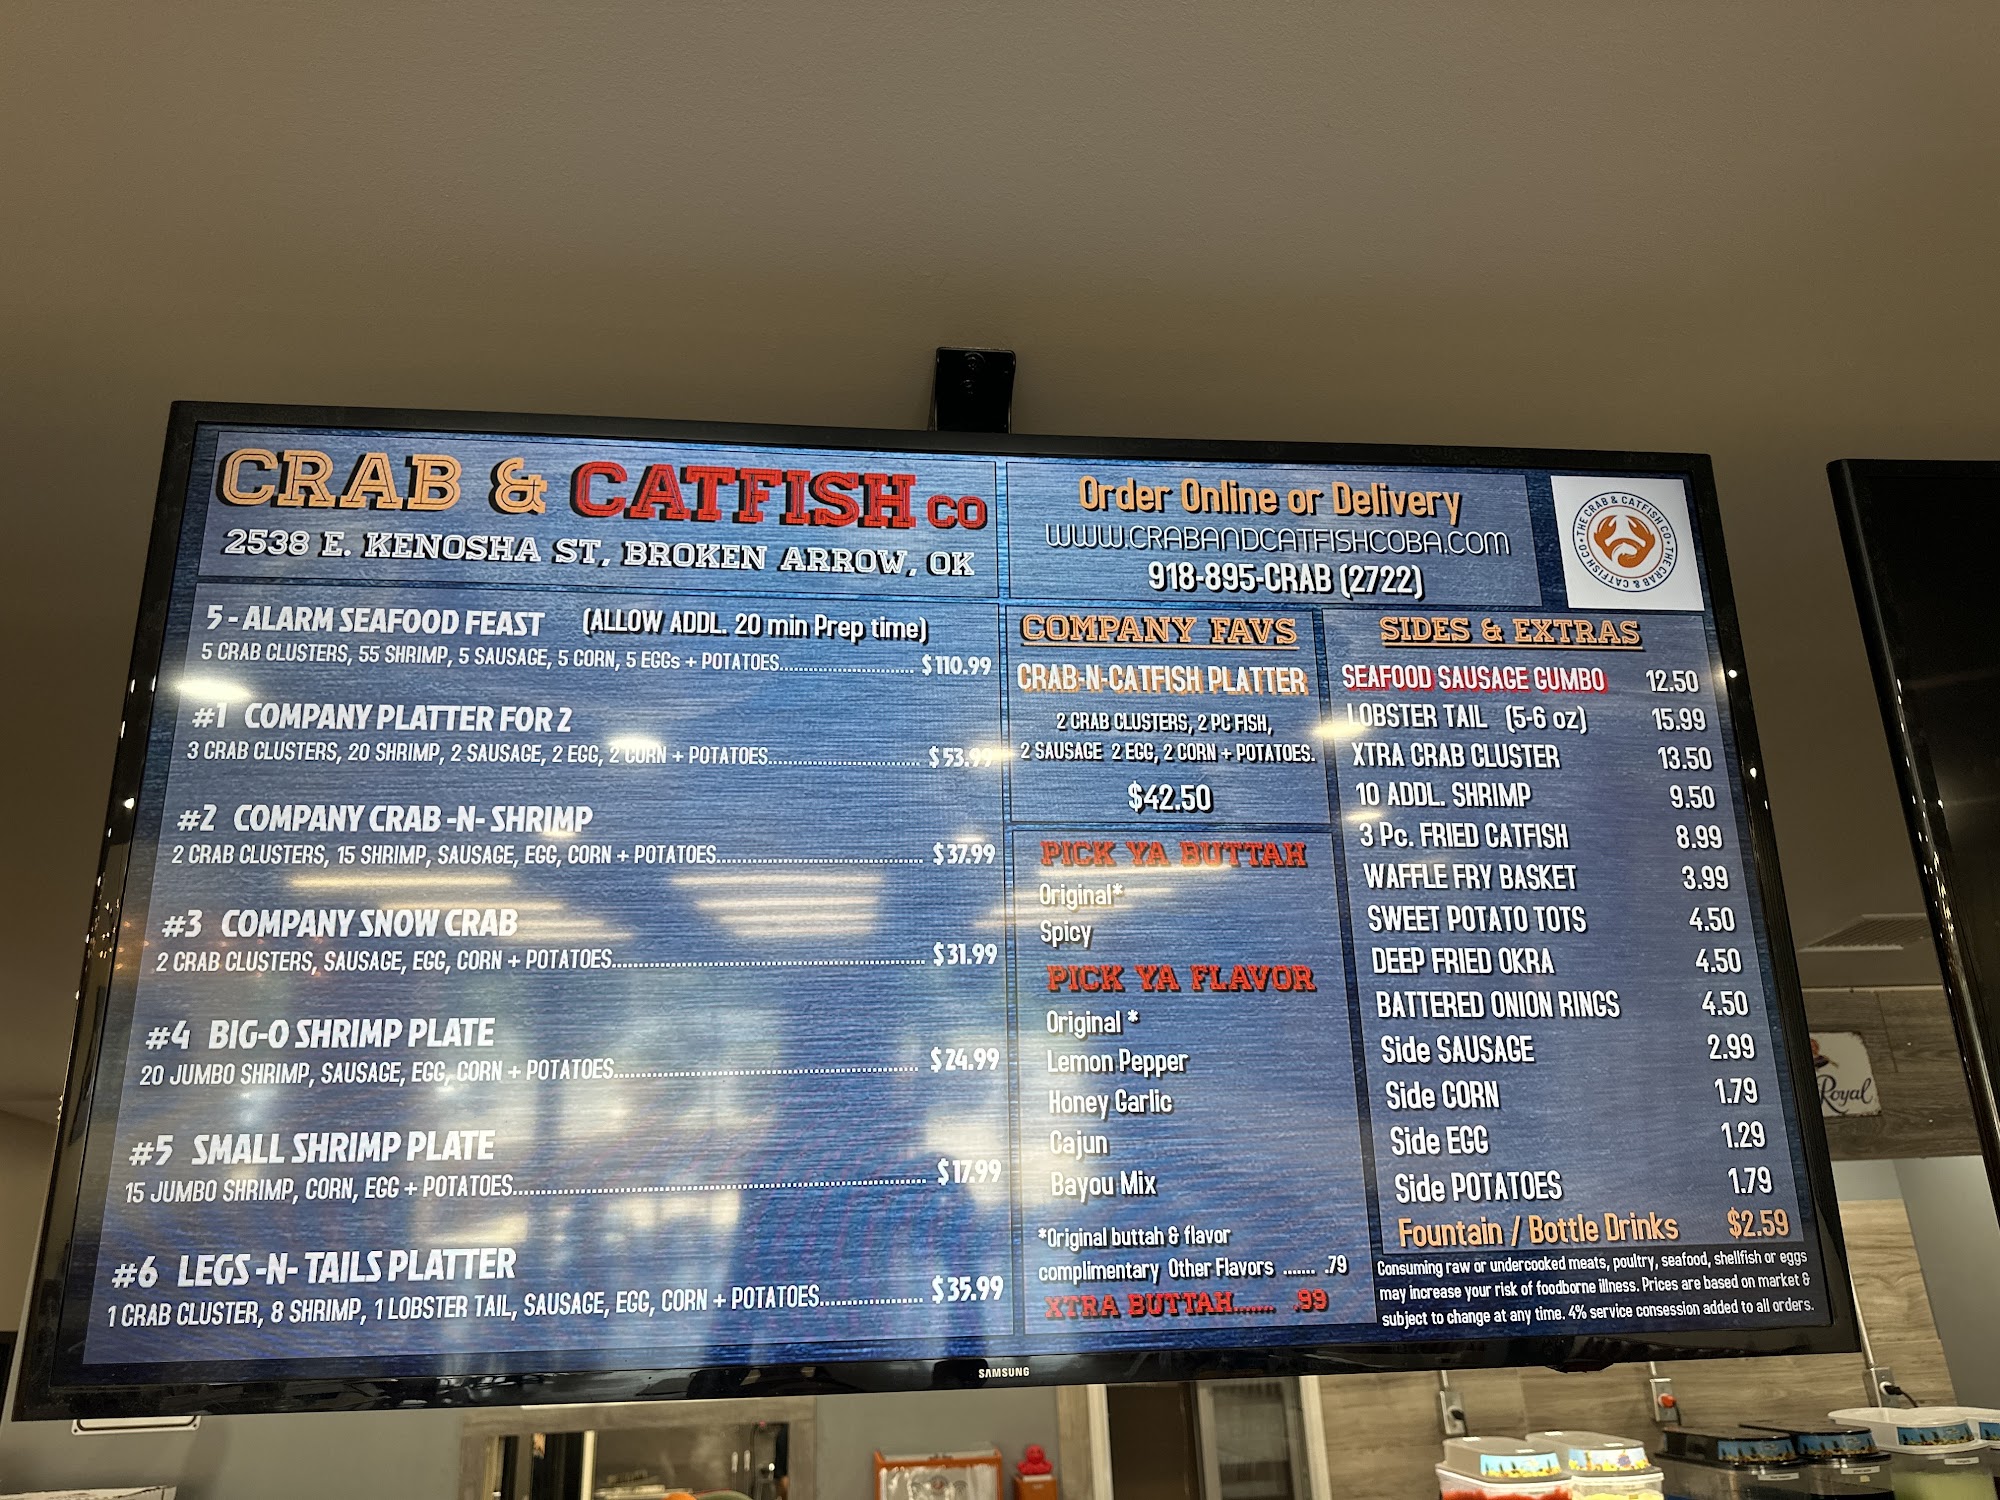 CRAB & CATFISH CO
2538 E. KENOSHA ST, BROKEN ARROW, OK
Order Online or Delivery
WWW.CRABANDCATFISHCOBA.COM
918-895-CRAB (2722)
THE CRAB & CATFISH CO • THE CRAB & CATFISH CO •
5 - ALARM SEAFOOD FEAST (ALLOW ADDL. 20 min Prep time)
5 CRAB CLUSTERS, 55 SHRIMP, 5 SAUSAGE, 5 CORN, 5 EGGs + POTATOES.................... $110.99
#1 COMPANY PLATTER FOR 2
3 CRAB CLUSTERS, 20 SHRIMP, 2 SAUSAGE, 2 EGG, 2 CORN + POTATOES.................... $53.99
#2 COMPANY CRAB -N- SHRIMP
2 CRAB CLUSTERS, 15 SHRIMP, SAUSAGE, EGG, CORN + POTATOES.................... $37.99
#3 COMPANY SNOW CRAB
2 CRAB CLUSTERS, SAUSAGE, EGG, CORN + POTATOES.................... $31.99
#4 BIG-O SHRIMP PLATE
20 JUMBO SHRIMP, SAUSAGE, EGG, CORN + POTATOES.................... $24.99
#5 SMALL SHRIMP PLATE
15 JUMBO SHRIMP, CORN, EGG + POTATOES.................... $17.99
#6 LEGS -N- TAILS PLATTER
1 CRAB CLUSTER, 8 SHRIMP, 1 LOBSTER TAIL, SAUSAGE, EGG, CORN + POTATOES.................... $35.99
COMPANY FAVS
CRAB-N-CATFISH PLATTER
2 CRAB CLUSTERS, 2 PC FISH,
2 SAUSAGE 2 EGG, 2 CORN + POTATOES.
$42.50
PICK YA BUTTAH
Original*
Spicy
PICK YA FLAVOR
Original *
Lemon Pepper
Honey Garlic
Cajun
Bayou Mix
*Original buttah & flavor
complimentary Other Flavors ....... .79
XTRA BUTTAH....... .99
SIDES & EXTRAS
SEAFOOD SAUSAGE GUMBO 12.50
LOBSTER TAIL (5-6 oz) 15.99
XTRA CRAB CLUSTER 13.50
10 ADDL. SHRIMP 9.50
3 Pc. FRIED CATFISH 8.99
WAFFLE FRY BASKET 3.99
SWEET POTATO TOTS 4.50
DEEP FRIED OKRA 4.50
BATTERED ONION RINGS 4.50
Side SAUSAGE 2.99
Side CORN 1.79
Side EGG 1.29
Side POTATOES 1.79
Fountain / Bottle Drinks $2.59
Consuming raw or undercooked meats, poultry, seafood, shellfish or eggs
may increase your risk of foodborne illness. Prices are based on market &
subject to change at any time. 4% service consession added to all orders.
SAMSUNG
Royal